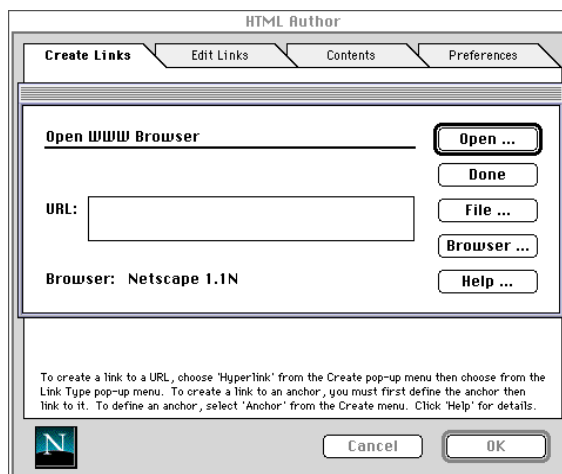 HTML Author
Create Links Edit Links Contents Preferences
Open WWW Browser
Open ...
Done
URL:
File ...
Browser ...
Browser: Netscape 1.1N
Help ...
To create a link to a URL, choose 'Hyperlink' from the Create pop-up menu then choose from the
Link Type pop-up menu. To create a link to an anchor, you must first define the anchor then
link to it. To define an anchor, select 'Anchor' from the Create menu. Click 'Help' for details.
N
Cancel
OK